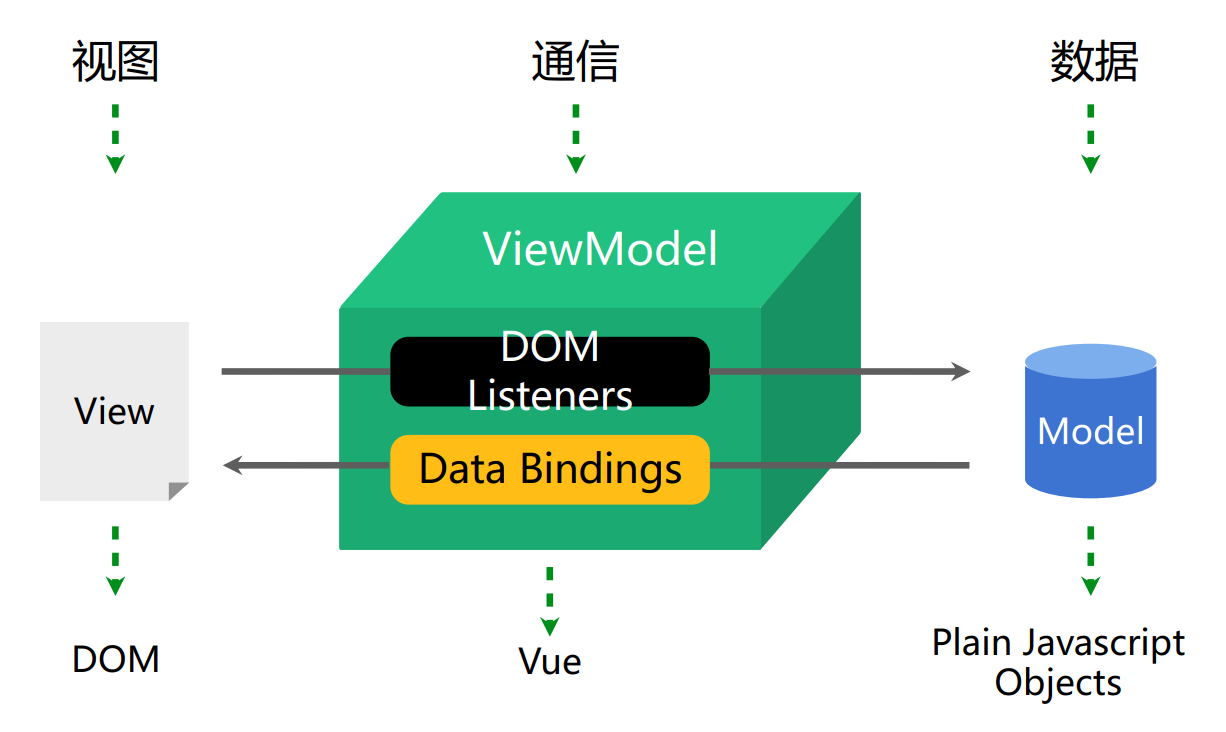 视图
通信
数据
ViewModel
DOM
Listeners
View
Data Bindings
Model
DOM
Vue
Plain Javascript
Objects